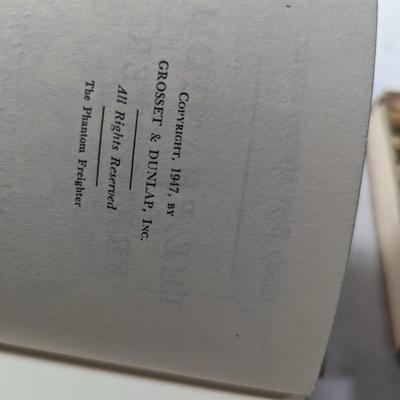 COPYRIGHT, 1947, BY
GROSSET & DUNLAP, INC.
All Rights Reserved
The Phantom Freighter